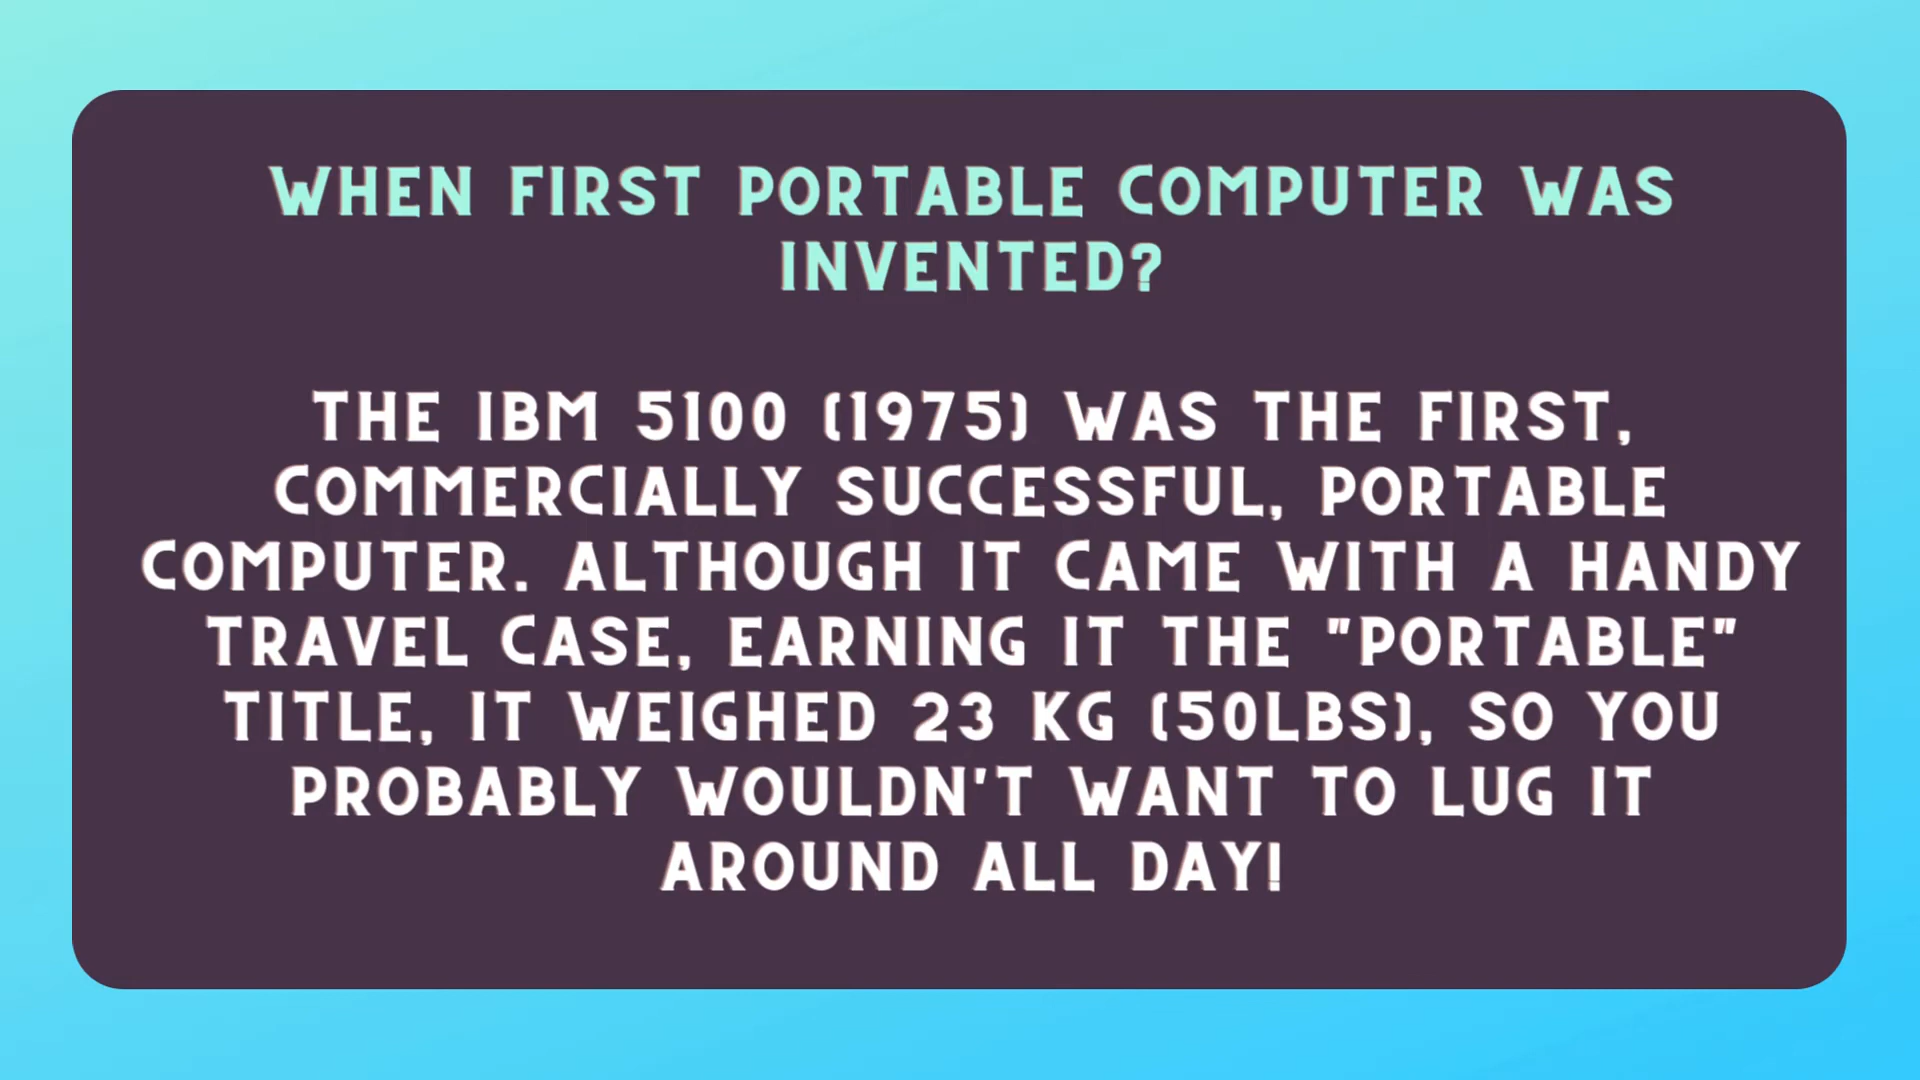 WHEN FIRST PORTABLE COMPUTER WAS
INVENTED?
THE IBM 5100 (1975) WAS THE FIRST,
COMMERCIALLY SUCCESSFUL, PORTABLE
COMPUTER. ALTHOUGH IT CAME WITH A HANDY
TRAVEL CASE, EARNING IT THE "PORTABLE"
TITLE, IT WEIGHED 23 KG (50LBS), SO YOU
PROBABLY WOULDN'T WANT TO LUG IT
AROUND ALL DAY!